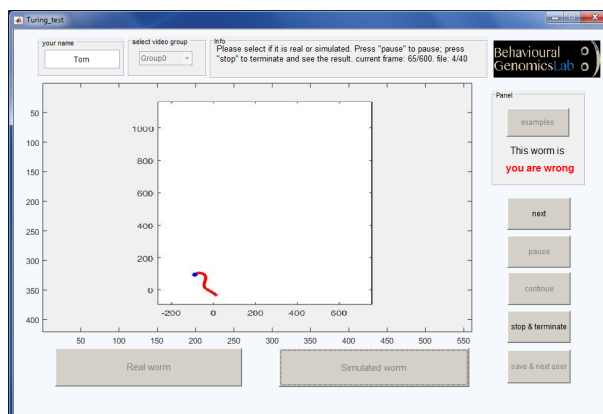 Turing_test
your name
Tom
select video group
Group0
Info
Please select if it is real or simulated. Press "pause" to pause; press
"stop" to terminate and see the result. current frame: 65/600. file: 4/40
Behavioural
GenomicsLab
Panel
examples
This worm is
you are wrong
next
pause
continue
stop & terminate
save & next user
50
100
150
200
250
300
350
400
1000
800
600
400
200
0
-200 0 200 400 600
50 100 150 200 250 300 350 400 450 500 550
Real worm
Simulated worm